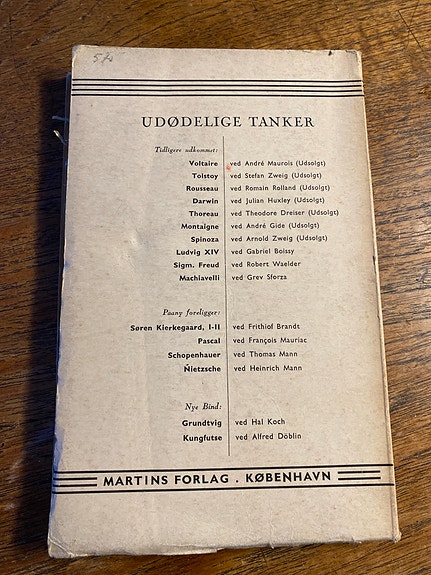 UDØDELIGE TANKER
Tidligere udkommet:
Voltaire ved André Maurois (Udsolgt)
Tolstoy ved Stefan Zweig (Udsolgt)
Rousseau ved Romain Rolland (Udsolgt)
Darwin ved Julian Huxley (Udsolgt)
Thoreau ved Theodore Dreiser (Udsolgt)
Montaigne ved André Gide (Udsolgt)
Spinoza ved Arnold Zweig (Udsolgt)
Ludvig XIV ved Gabriel Boissy
Sigm. Freud ved Robert Waelder
Machiavelli ved Grev Sforza
Paany foreligger:
Søren Kierkegaard, I-II ved Frithiof Brandt
Pascal ved François Mauriac
Schopenhauer ved Thomas Mann
Nietzsche ved Heinrich Mann
Nye Bind:
Grundtvig ved Hal Koch
Kungfutse ved Alfred Döblin
MARTINS FORLAG . KØBENHAVN